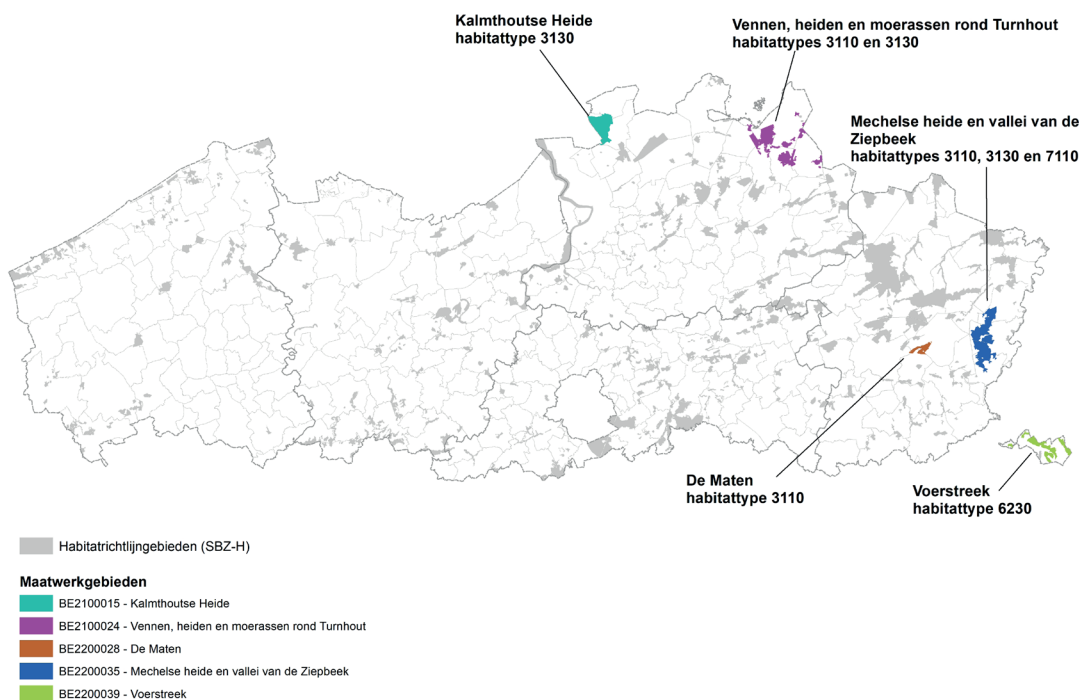 Kalmthoutse Heide
habitattype 3130
Vennen, heiden en moerassen rond Turnhout
habitattypes 3110 en 3130
Mechelse heide en vallei van de
Ziepbeek
habitattypes 3110, 3130 en 7110
De Maten
habitattype 3110
Voerstreek
habitattype 6230
Habitatrichtlijngebieden (SBZ-H)
Maatwerkgebieden
BE2100015 - Kalmthoutse Heide
BE2100024 - Vennen, heiden en moerassen rond Turnhout
BE2200028 - De Maten
BE2200035 - Mechelse heide en vallei van de Ziepbeek
BE2200039 - Voerstreek